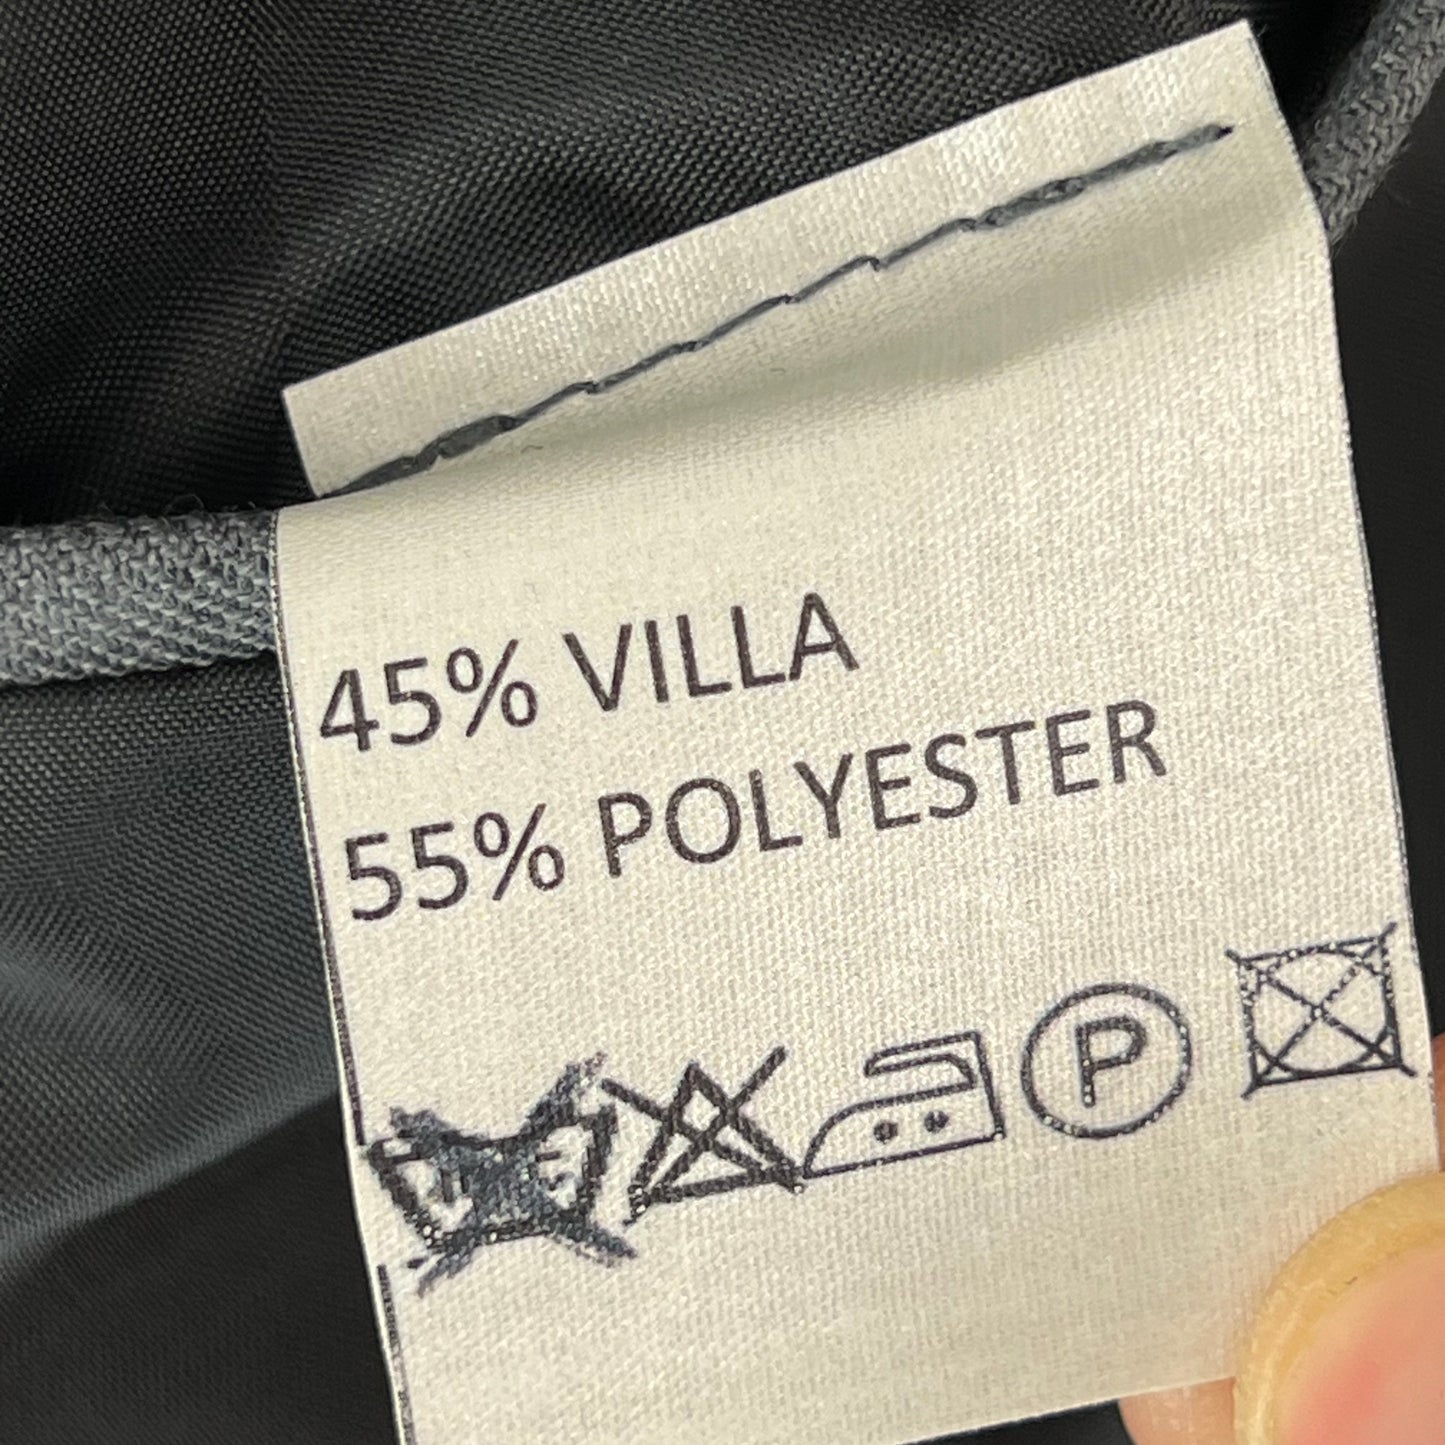 45% VILLA
55% POLYESTER
P